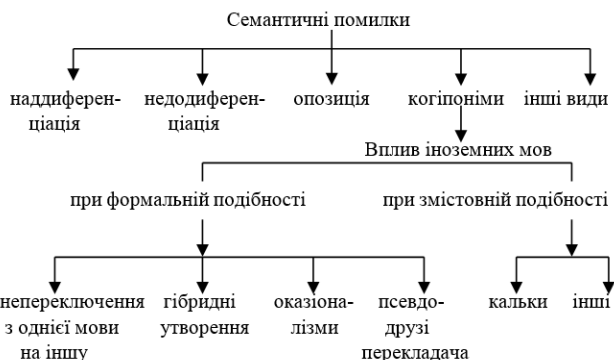 Семантичні помилки
наддиферен-
ціація
недодиферен-
ціація
опозиція
когіпоніми
інші види
Вплив іноземних мов
при формальній подібності
при змістовній подібності
непереключення
з однієї мови
на іншу
гібридні
утворення
оказіона-
лізми
псевдо-
друзі
перекладача
кальки
інші